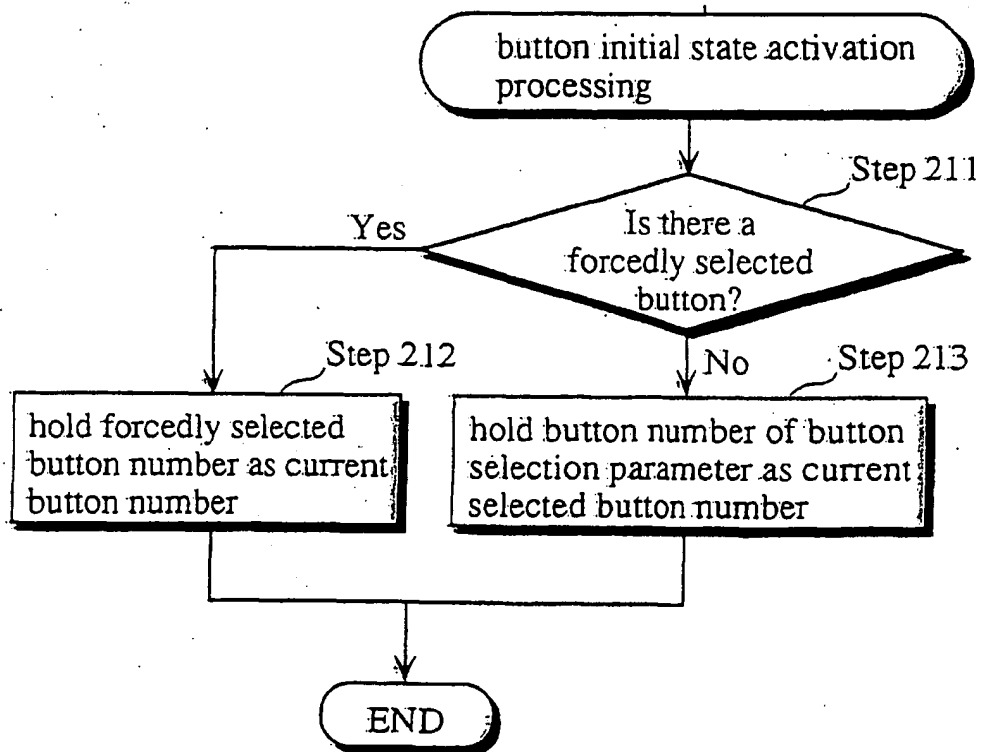 button initial state activation
processing
Step 211
Is there a
forcedly selected
button?
Yes
No
Step 212
hold forcedly selected
button number as current
button number
Step 213
hold button number of button
selection parameter as current
selected button number
END